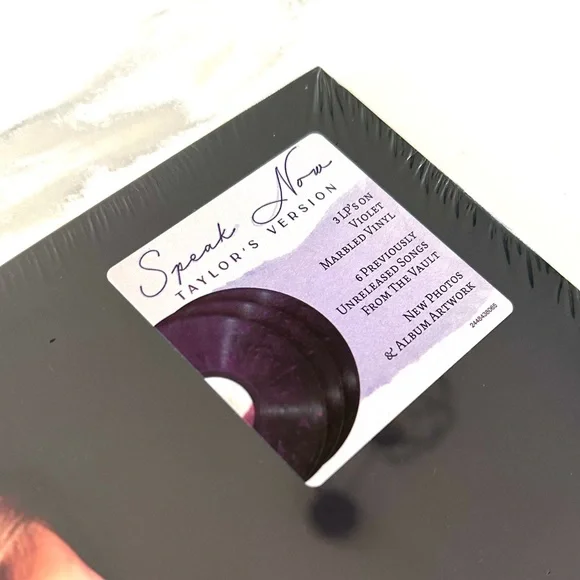 Speak Now
TAYLOR'S VERSION
3 LP's on
Violet
Marbled Vinyl
6 Previously
Unreleased Songs
From The Vault
New Photos
& Album Artwork